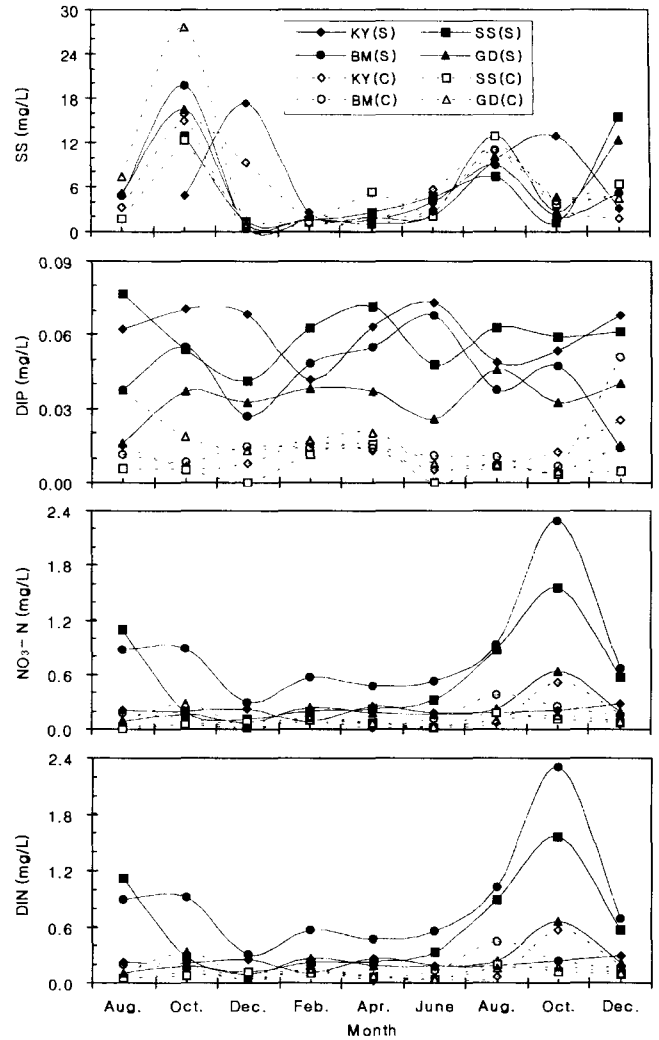 30
24
18
12
6
0
SS (mg/L)
KY(S) SS(S)
BM(S) GD(S)
KY(C) SS(C)
BM(C) GD(C)
0.09
0.06
0.03
0.00
DIP (mg/L)
2.4
1.8
1.2
0.6
0.0
NO₃-N (mg/L)
2.4
1.8
1.2
0.6
0.0
DIN (mg/L)
Aug. Oct. Dec. Feb. Apr. June Aug. Oct. Dec.
Month